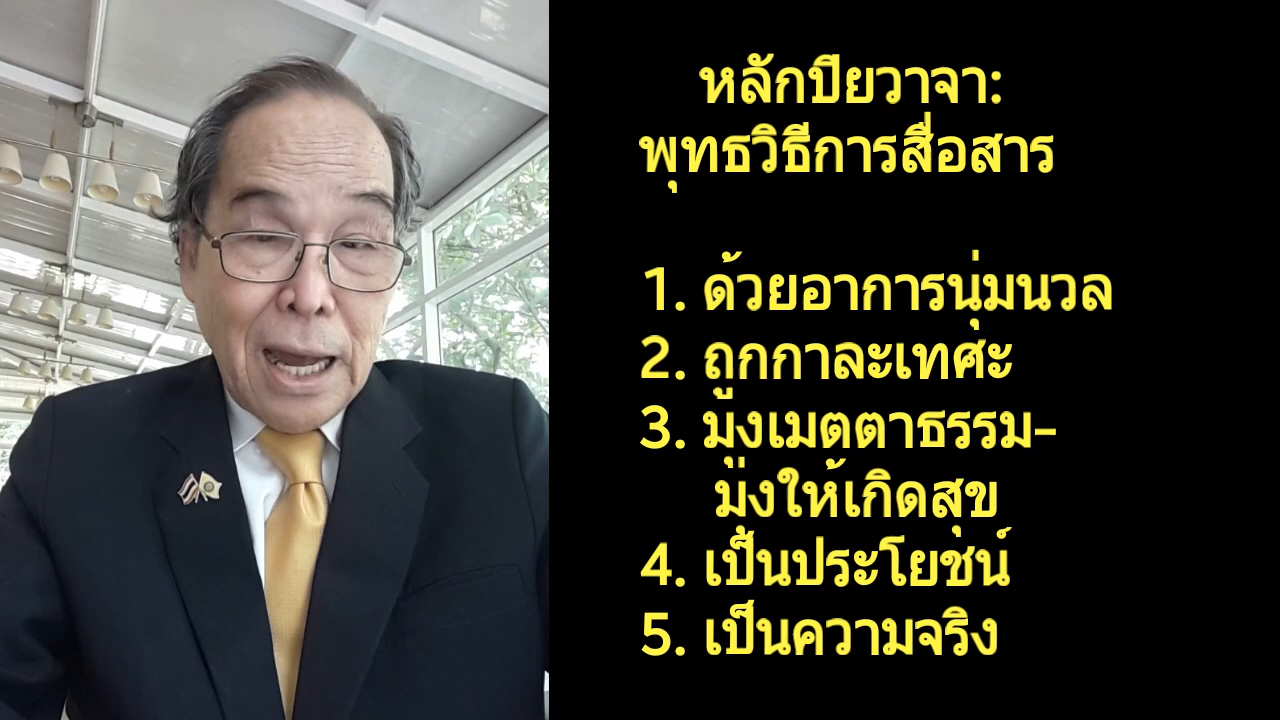 หลักปิยวาจา:
พุทธวิธีการสื่อสาร
1. ด้วยอาการนุ่มนวล
2. ถูกกาละเทศะ
3. มุ่งเมตตาธรรม-
มุ่งให้เกิดสุข
4. เป็นประโยชน์
5. เป็นความจริง